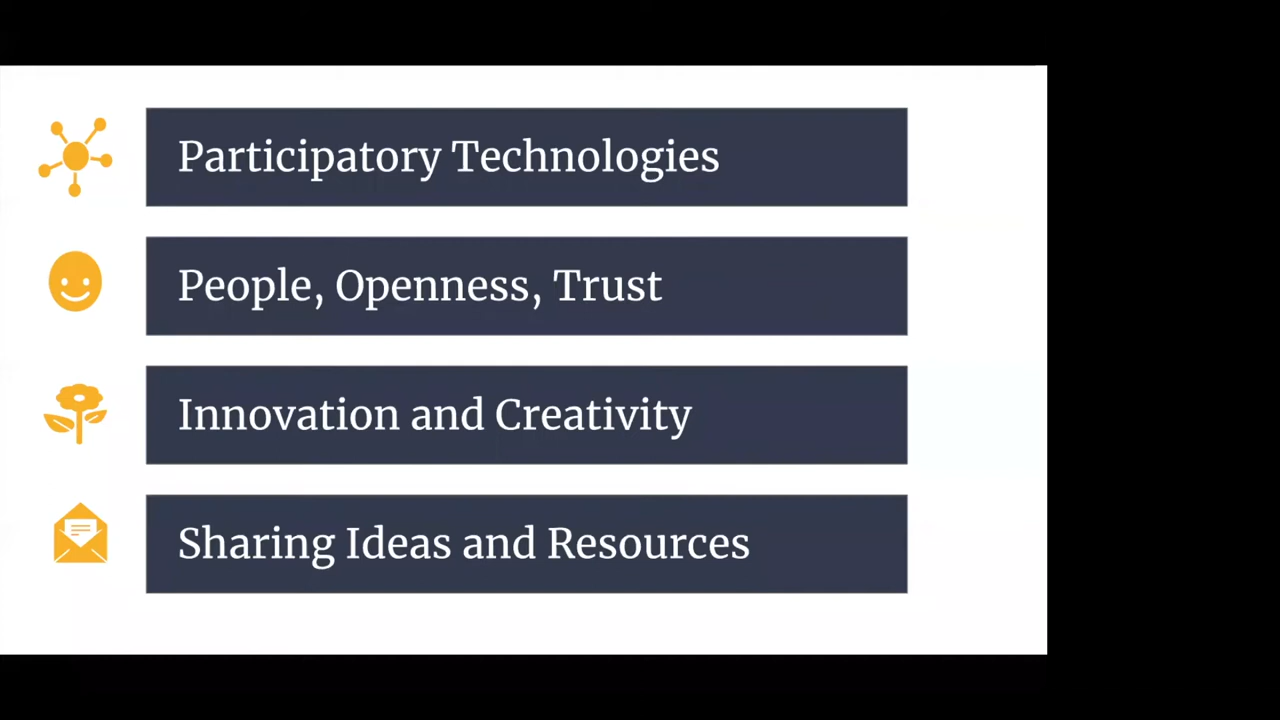 Participatory Technologies
People, Openness, Trust
Innovation and Creativity
Sharing Ideas and Resources